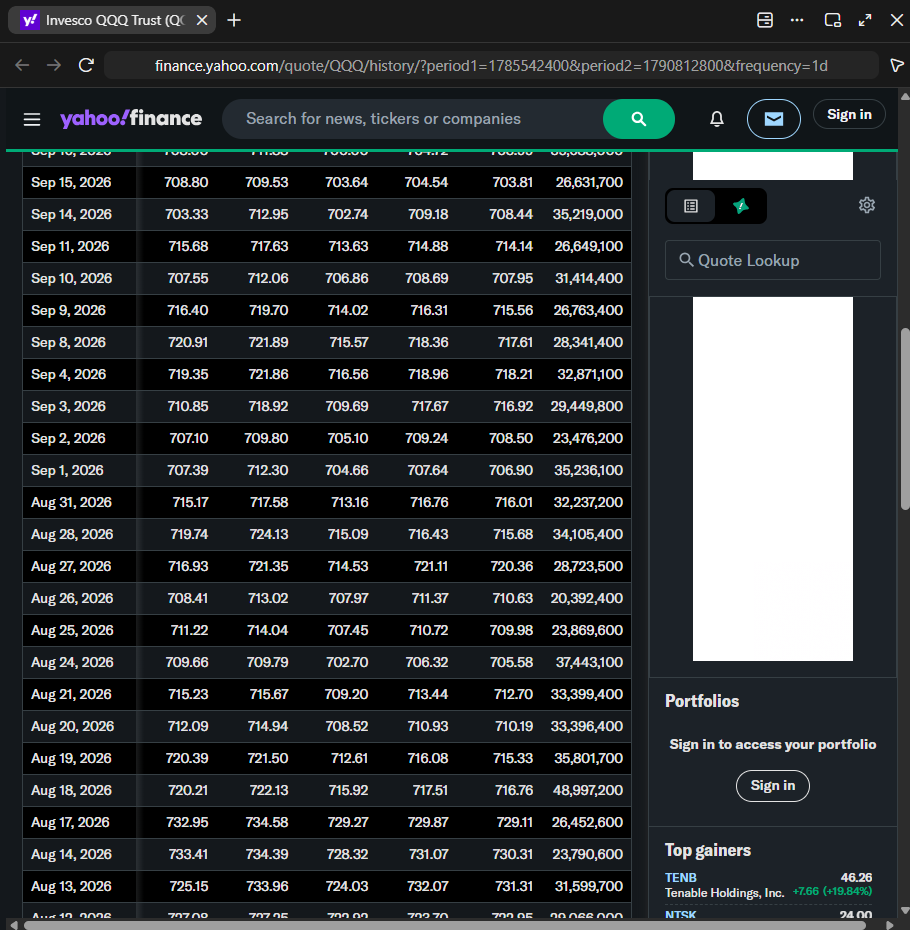 y! Invesco QQQ Trust (QC
finance.yahoo.com/quote/QQQ/history/?period1=1785542400&period2=1790812800&frequency=1d
yahoo!finance Search for news, tickers or companies Sign in
Sep 15, 2026 708.80 709.53 703.64 704.54 703.81 26,631,700
Sep 14, 2026 703.33 712.95 702.74 709.18 708.44 35,219,000
Sep 11, 2026 715.68 717.63 713.63 714.88 714.14 26,649,100
Sep 10, 2026 707.55 712.06 706.86 708.69 707.95 31,414,400
Sep 9, 2026 716.40 719.70 714.02 716.31 715.56 26,763,400
Sep 8, 2026 720.91 721.89 715.57 718.36 717.61 28,341,400
Sep 4, 2026 719.35 721.86 716.56 718.96 718.21 32,871,100
Sep 3, 2026 710.85 718.92 709.69 717.67 716.92 29,449,800
Sep 2, 2026 707.10 709.80 705.10 709.24 708.50 23,476,200
Sep 1, 2026 707.39 712.30 704.66 707.64 706.90 35,236,100
Aug 31, 2026 715.17 717.58 713.16 716.76 716.01 32,237,200
Aug 28, 2026 719.74 724.13 715.09 716.43 715.68 34,105,400
Aug 27, 2026 716.93 721.35 714.53 721.11 720.36 28,723,500
Aug 26, 2026 708.41 713.02 707.97 711.37 710.63 20,392,400
Aug 25, 2026 711.22 714.04 707.45 710.72 709.98 23,869,600
Aug 24, 2026 709.66 709.79 702.70 706.32 705.58 37,443,100
Aug 21, 2026 715.23 715.67 709.20 713.44 712.70 33,399,400
Aug 20, 2026 712.09 714.94 708.52 710.93 710.19 33,396,400
Aug 19, 2026 720.39 721.50 712.61 716.08 715.33 35,801,700
Aug 18, 2026 720.21 722.13 715.92 717.51 716.76 48,997,200
Aug 17, 2026 732.95 734.58 729.27 729.87 729.11 26,452,600
Aug 14, 2026 733.41 734.39 728.32 731.07 730.31 23,790,600
Aug 13, 2026 725.15 733.96 724.03 732.07 731.31 31,599,700
Quote Lookup
Portfolios
Sign in to access your portfolio
Sign in
Top gainers
TENB 46.26
Tenable Holdings, Inc. +7.66 (+19.84%)
NTSK 24.00